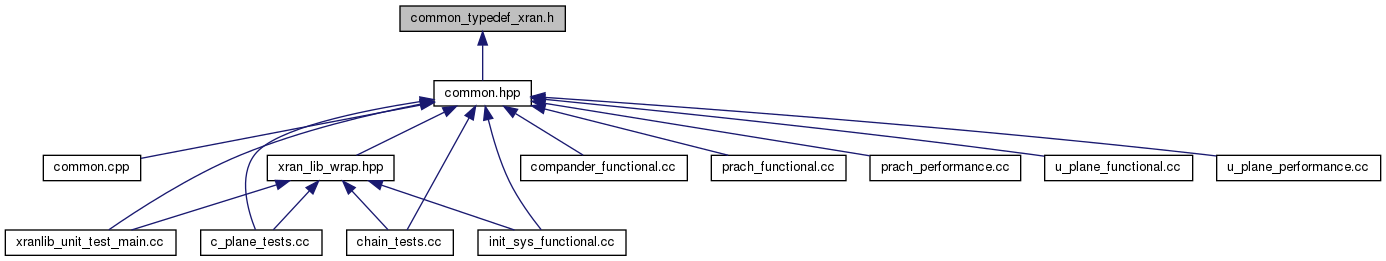 common_typedef_xran.h
common.hpp
common.cpp
xran_lib_wrap.hpp
compander_functional.cc
prach_functional.cc
prach_performance.cc
u_plane_functional.cc
u_plane_performance.cc
xranlib_unit_test_main.cc
c_plane_tests.cc
chain_tests.cc
init_sys_functional.cc